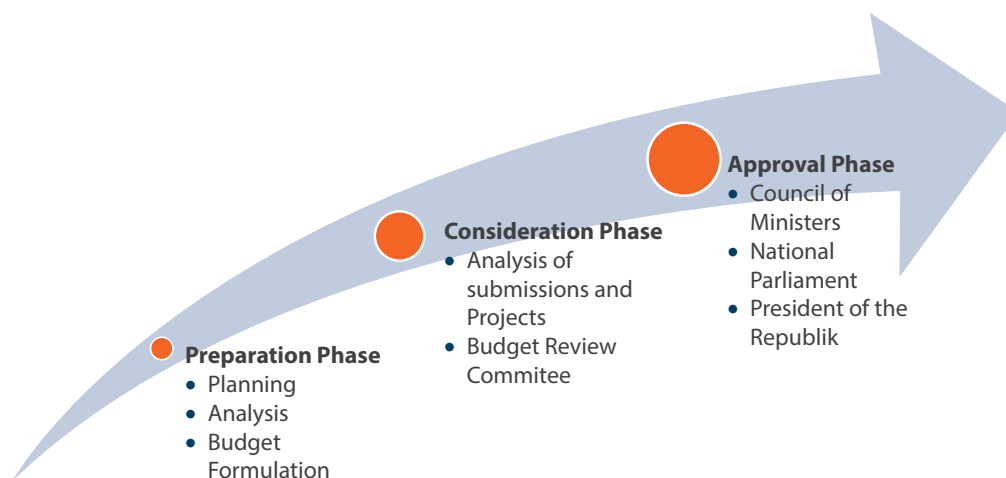 Preparation Phase
• Planning
• Analysis
• Budget
Formulation
Consideration Phase
• Analysis of
submissions and
Projects
• Budget Review
Commitee
Approval Phase
• Council of
Ministers
• National
Parliament
• President of the
Republik